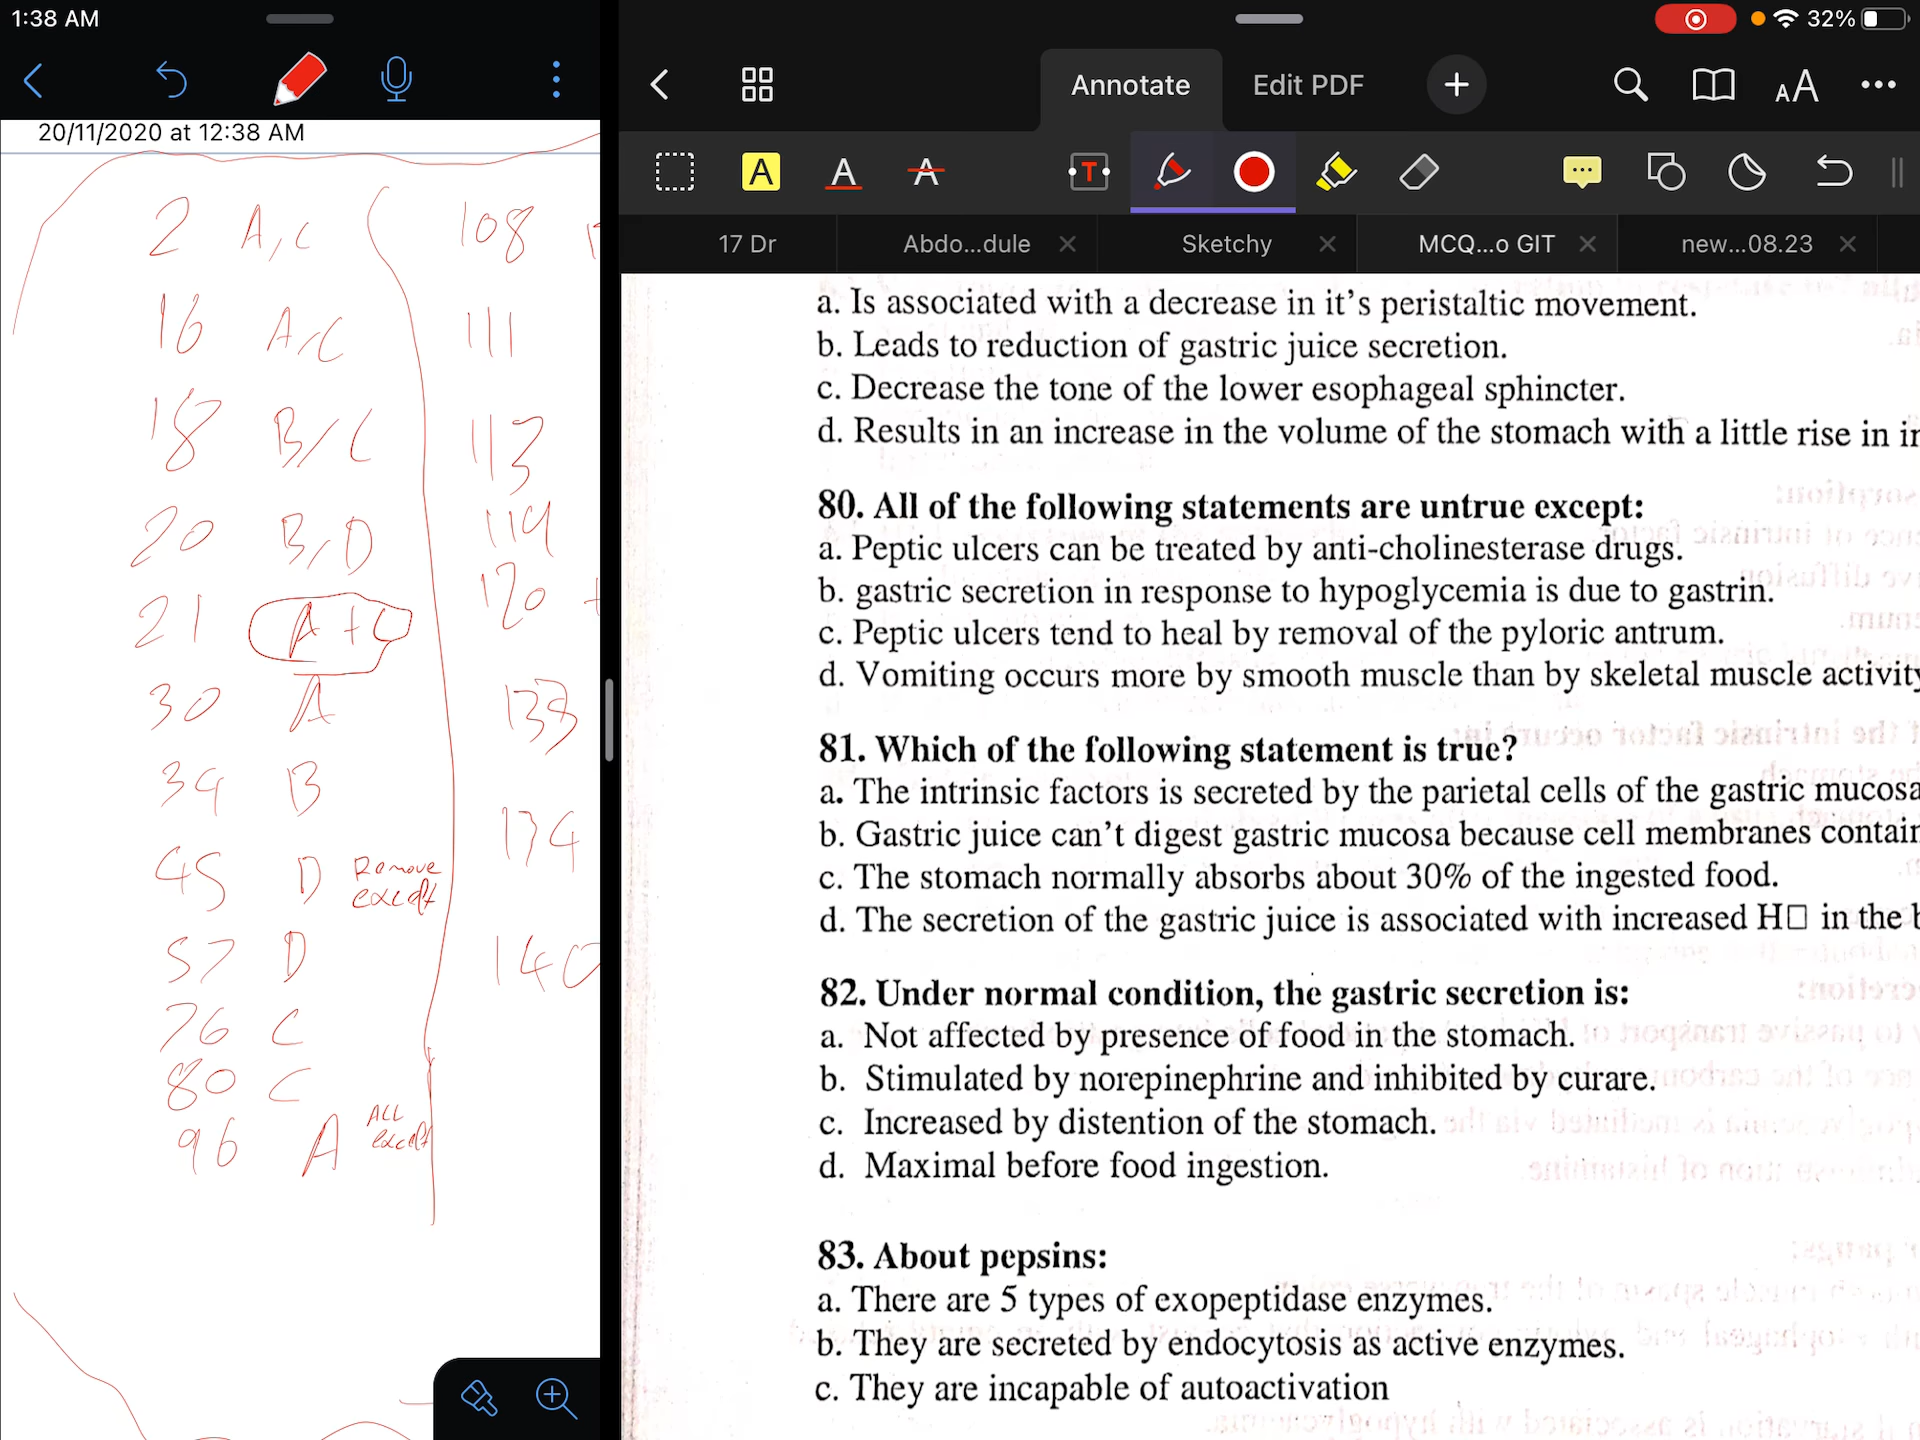 1:38 AM
32%
Annotate
Edit PDF
20/11/2020 at 12:38 AM
17 Dr
Abdo...dule
Sketchy
MCQ...o GIT
new...08.23
2 A,C
16 A,C
18 B/C
20 B/D
21 A+C
30 A
34 B
45 D Remove except
57 D
76 C
80 C
96 A ALL except
108
111
113
114
120
133
134
140
a. Is associated with a decrease in it's peristaltic movement.
b. Leads to reduction of gastric juice secretion.
c. Decrease the tone of the lower esophageal sphincter.
d. Results in an increase in the volume of the stomach with a little rise in
80. All of the following statements are untrue except:
a. Peptic ulcers can be treated by anti-cholinesterase drugs.
b. gastric secretion in response to hypoglycemia is due to gastrin.
c. Peptic ulcers tend to heal by removal of the pyloric antrum.
d. Vomiting occurs more by smooth muscle than by skeletal muscle activity
81. Which of the following statement is true?
a. The intrinsic factors is secreted by the parietal cells of the gastric mucosa
b. Gastric juice can't digest gastric mucosa because cell membranes contain
c. The stomach normally absorbs about 30% of the ingested food.
d. The secretion of the gastric juice is associated with increased H□ in the
82. Under normal condition, the gastric secretion is:
a. Not affected by presence of food in the stomach.
b. Stimulated by norepinephrine and inhibited by curare.
c. Increased by distention of the stomach.
d. Maximal before food ingestion.
83. About pepsins:
a. There are 5 types of exopeptidase enzymes.
b. They are secreted by endocytosis as active enzymes.
c. They are incapable of autoactivation